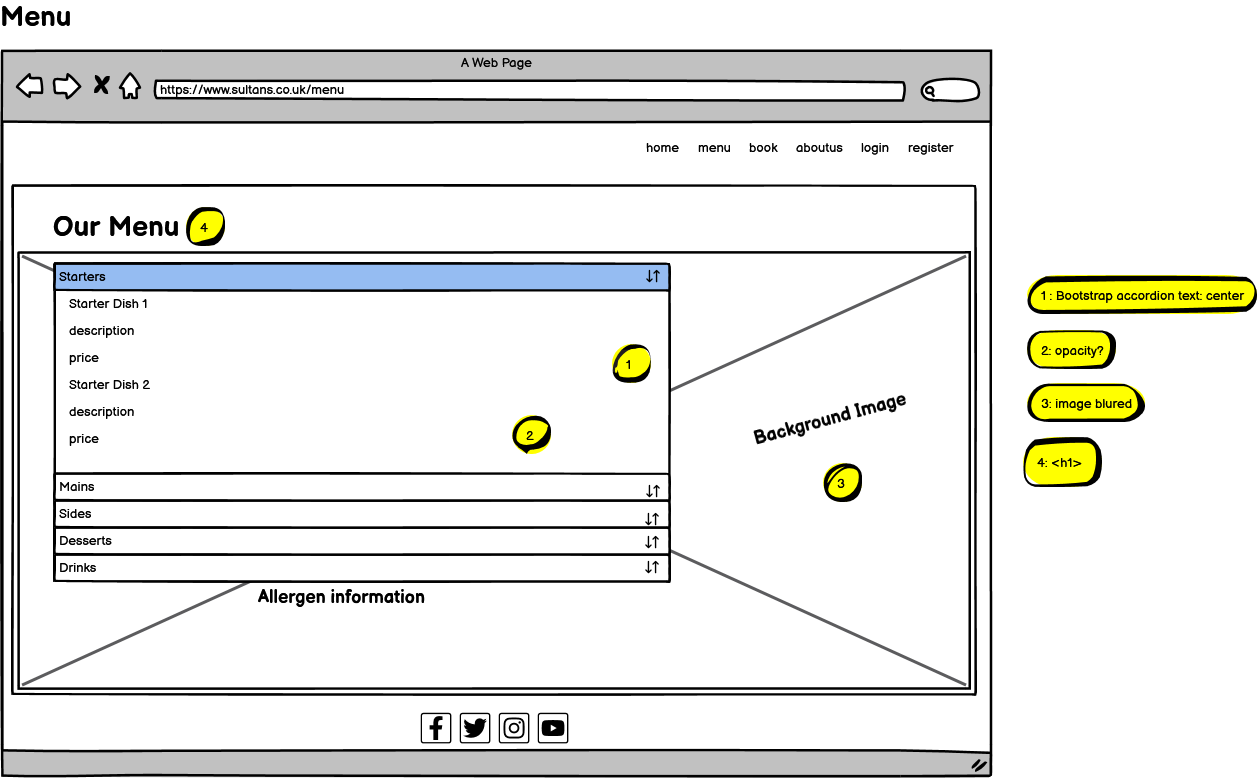 Menu
A Web Page
https://www.sultans.co.uk/menu
home menu book aboutus login register
Our Menu 4
Starters
Starter Dish 1
description
price
1
Starter Dish 2
description
price
2
Mains
Sides
Desserts
Drinks
Allergen information
Background Image
3
1 : Bootstrap accordion text: center
2: opacity?
3: image blured
4: <h1>